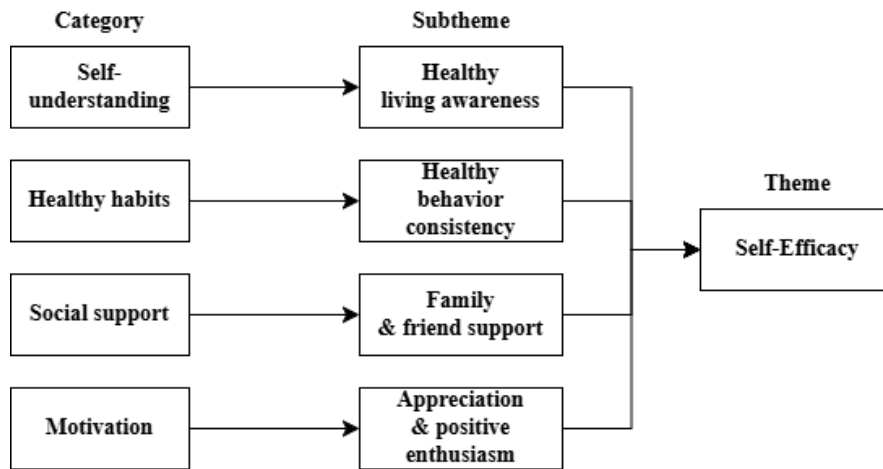 Category
Subtheme
Self-
understanding
Healthy
living awareness
Healthy habits
Healthy
behavior
consistency
Theme
Self-Efficacy
Social support
Family
& friend support
Motivation
Appreciation
& positive
enthusiasm